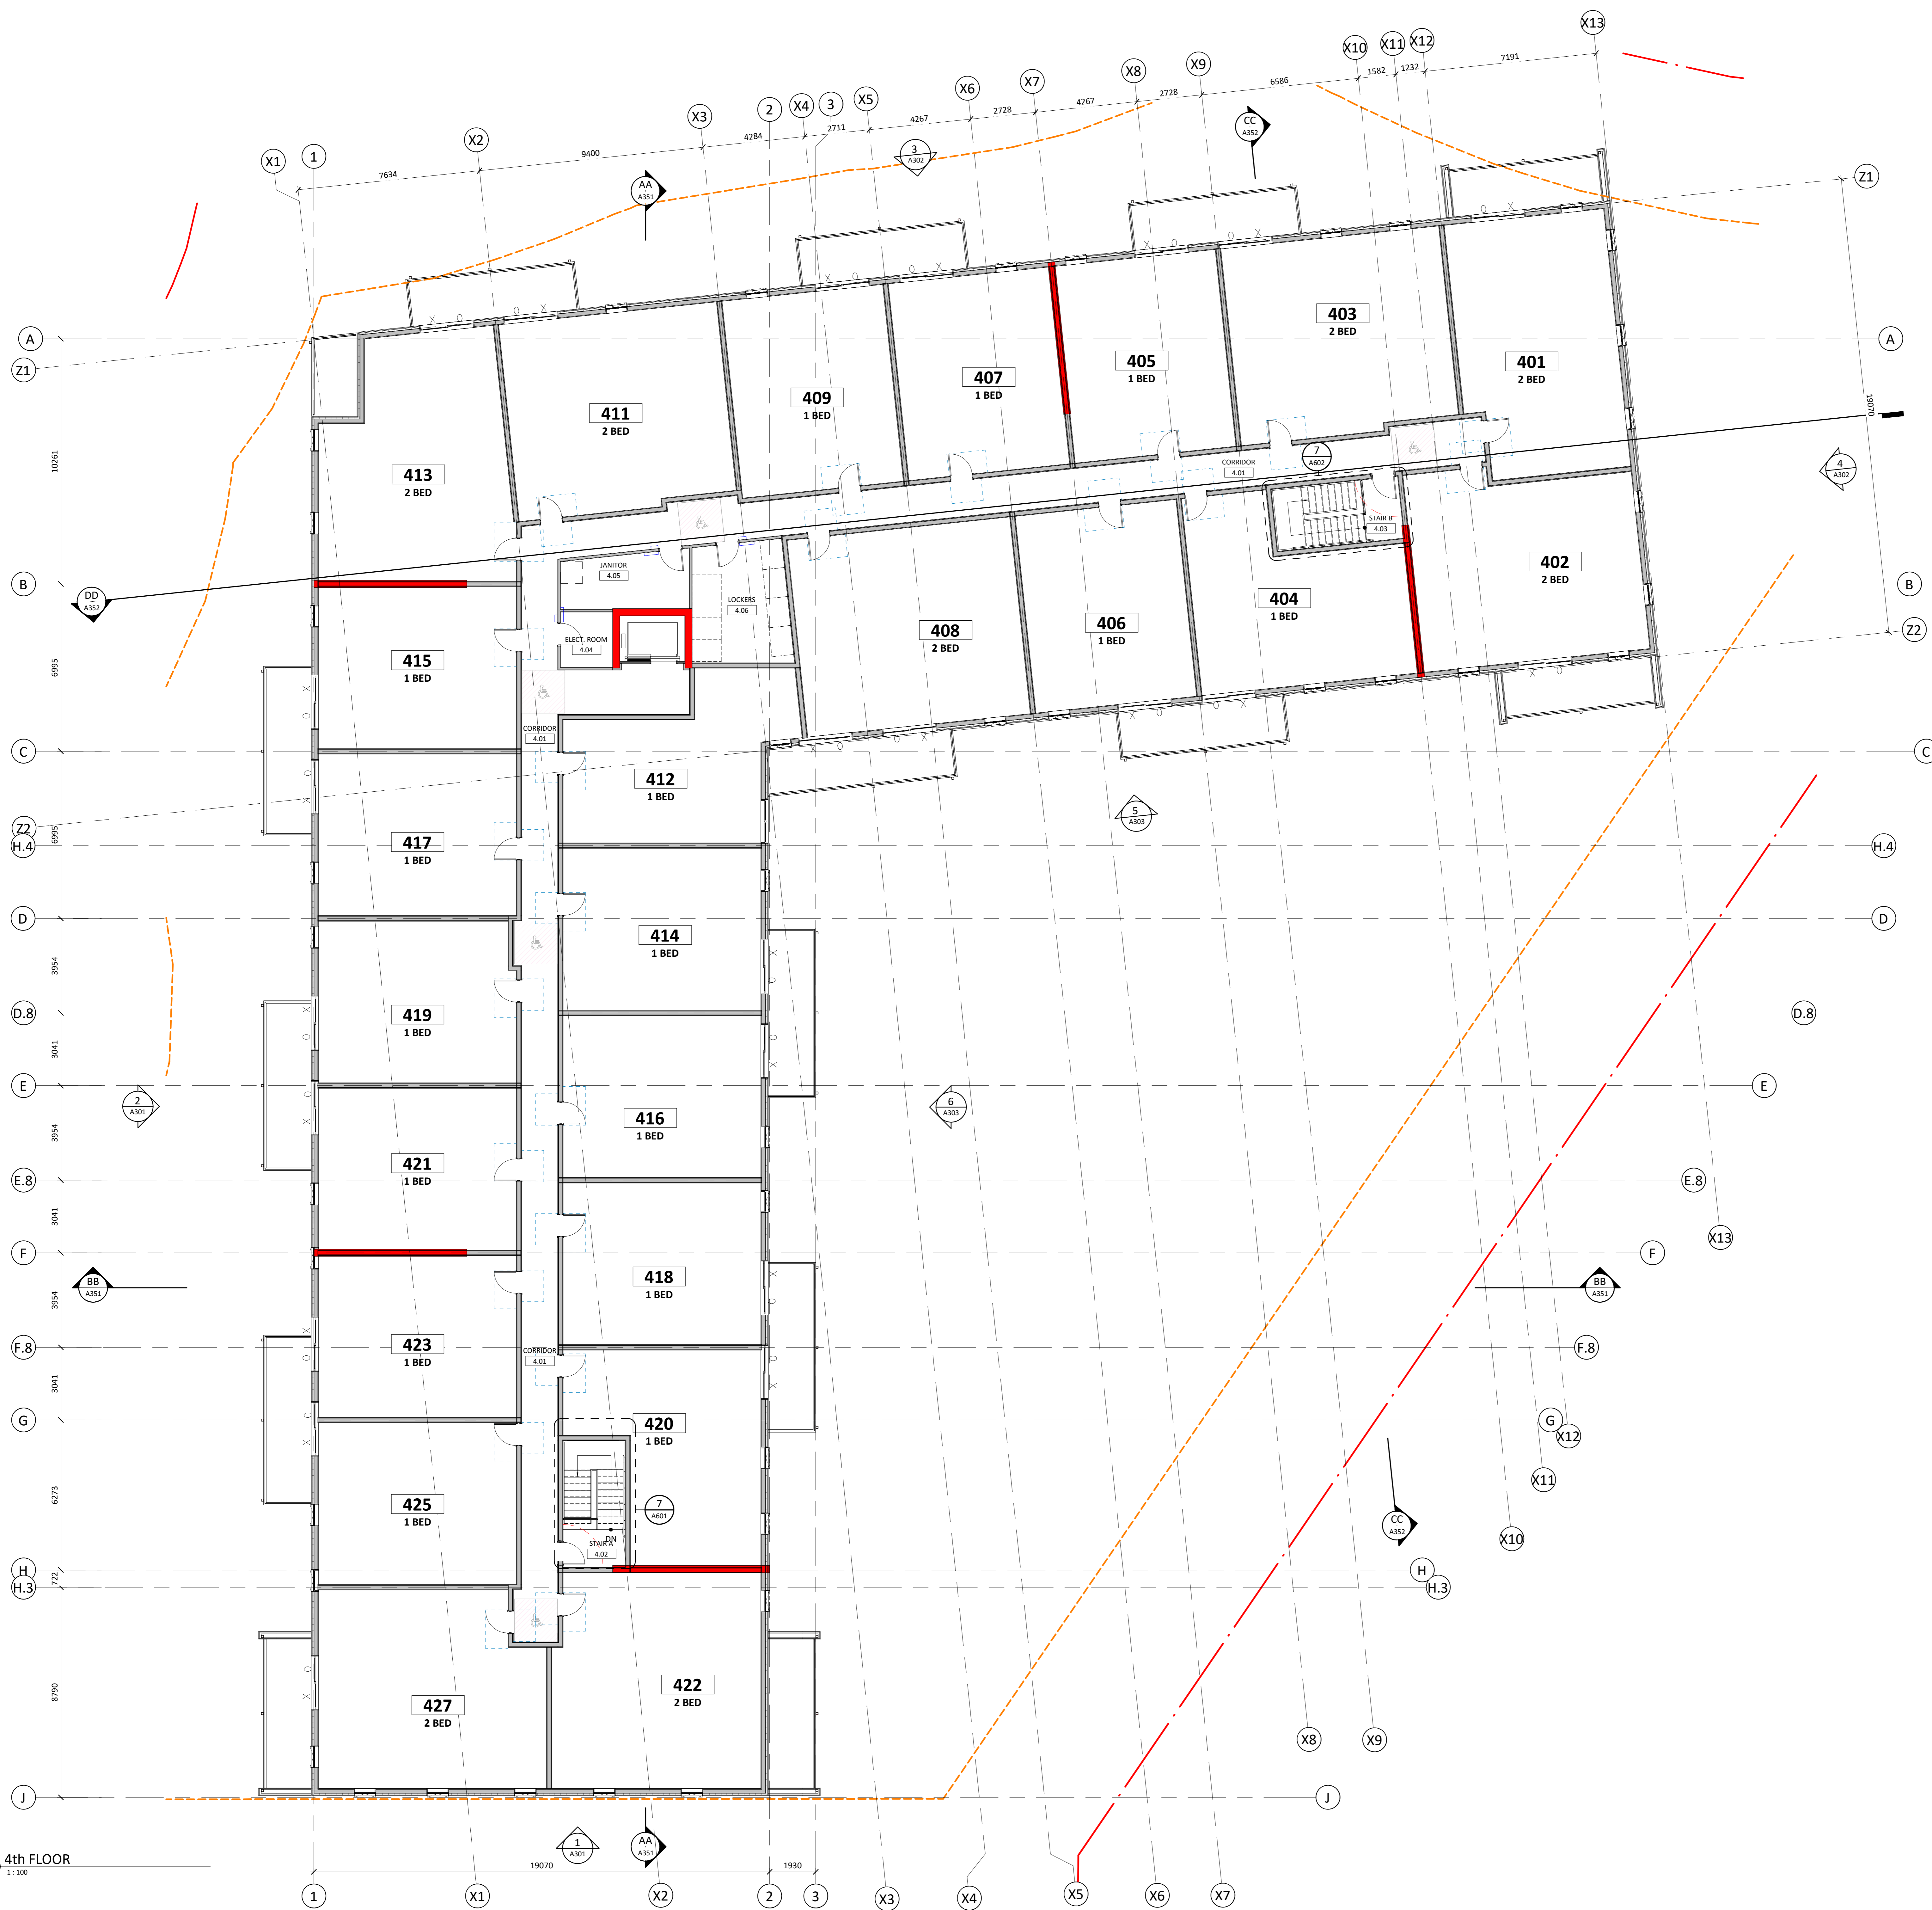 X13
X10
X11
X12
7191
1582
1232
6586
X9
X8
2728
X7
4267
X6
2728
X5
4267
3
X4
2711
2
4284
X3
9400
X2
7634
1
X1
CC
A352
3
A302
AA
A351
Z1
19070
A
Z1
A
403
2 BED
401
2 BED
405
1 BED
407
1 BED
409
1 BED
411
2 BED
413
2 BED
10261
CORRIDOR
4.01
7
A602
4
A302
STAIR B
4.03
JANITOR
4.05
LOCKERS
4.06
ELECT. ROOM
4.04
402
2 BED
404
1 BED
406
1 BED
408
2 BED
B
B
DD
A352
Z2
415
1 BED
6995
CORRIDOR
4.01
C
C
412
1 BED
5
A303
Z2
6995
417
1 BED
H.4
H.4
D
D
414
1 BED
3954
419
1 BED
D.8
D.8
3041
E
E
2
A301
6
A303
416
1 BED
3954
421
1 BED
E.8
E.8
3041
X13
F
F
BB
A351
BB
A351
418
1 BED
3954
423
1 BED
CORRIDOR
4.01
F.8
F.8
3041
G
G
X12
420
1 BED
X11
6273
425
1 BED
7
A601
CC
A352
X10
DN
STAIR A
4.02
H
H
722
H.3
H.3
8790
427
2 BED
422
2 BED
X8
X9
J
J
1
A301
AA
A351
4th FLOOR
1 : 100
19070
1930
1
X1
X2
2
3
X3
X4
X5
X6
X7